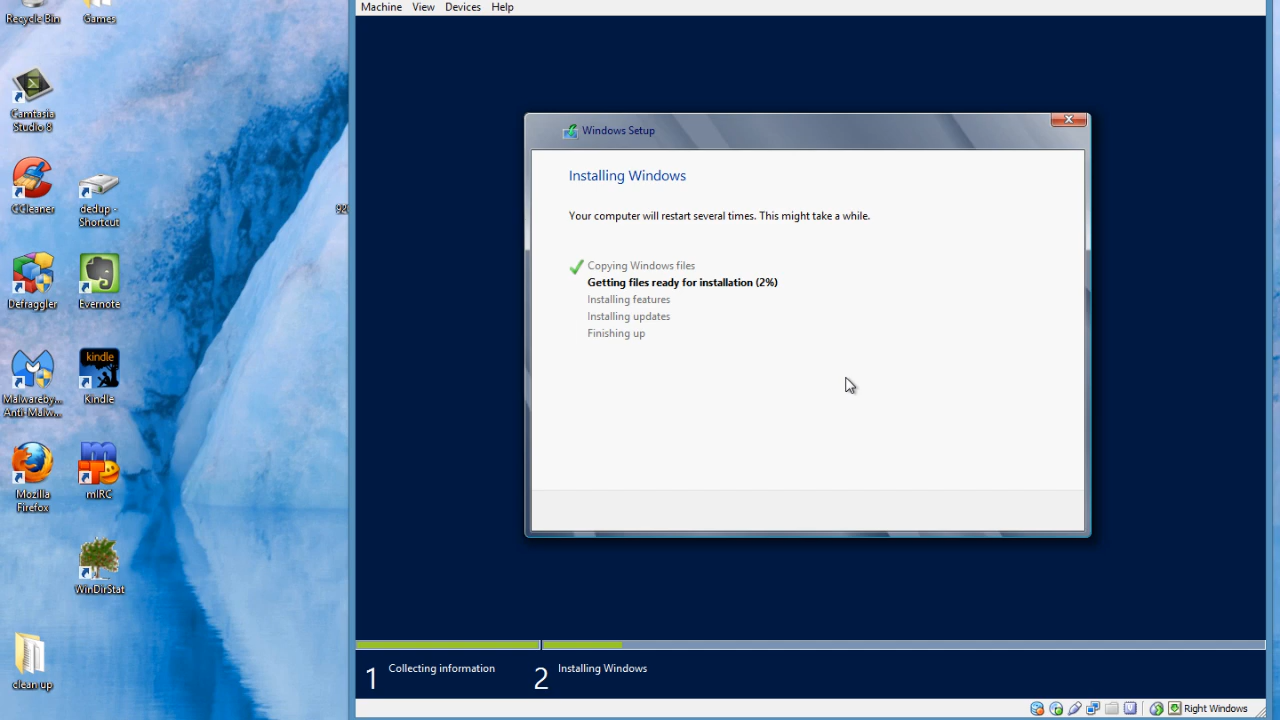 Recycle Bin
Games
Camtasia
Studio 8
CCleaner
dedup -
Shortcut
Defraggler
Evernote
Malwareby...
Anti-Malw...
kindle
Kindle
Mozilla
Firefox
mIRC
WinDirStat
clean up
Machine View Devices Help
Windows Setup
Installing Windows
Your computer will restart several times. This might take a while.
Copying Windows files
Getting files ready for installation (2%)
Installing features
Installing updates
Finishing up
1 Collecting information
2 Installing Windows
Right Windows